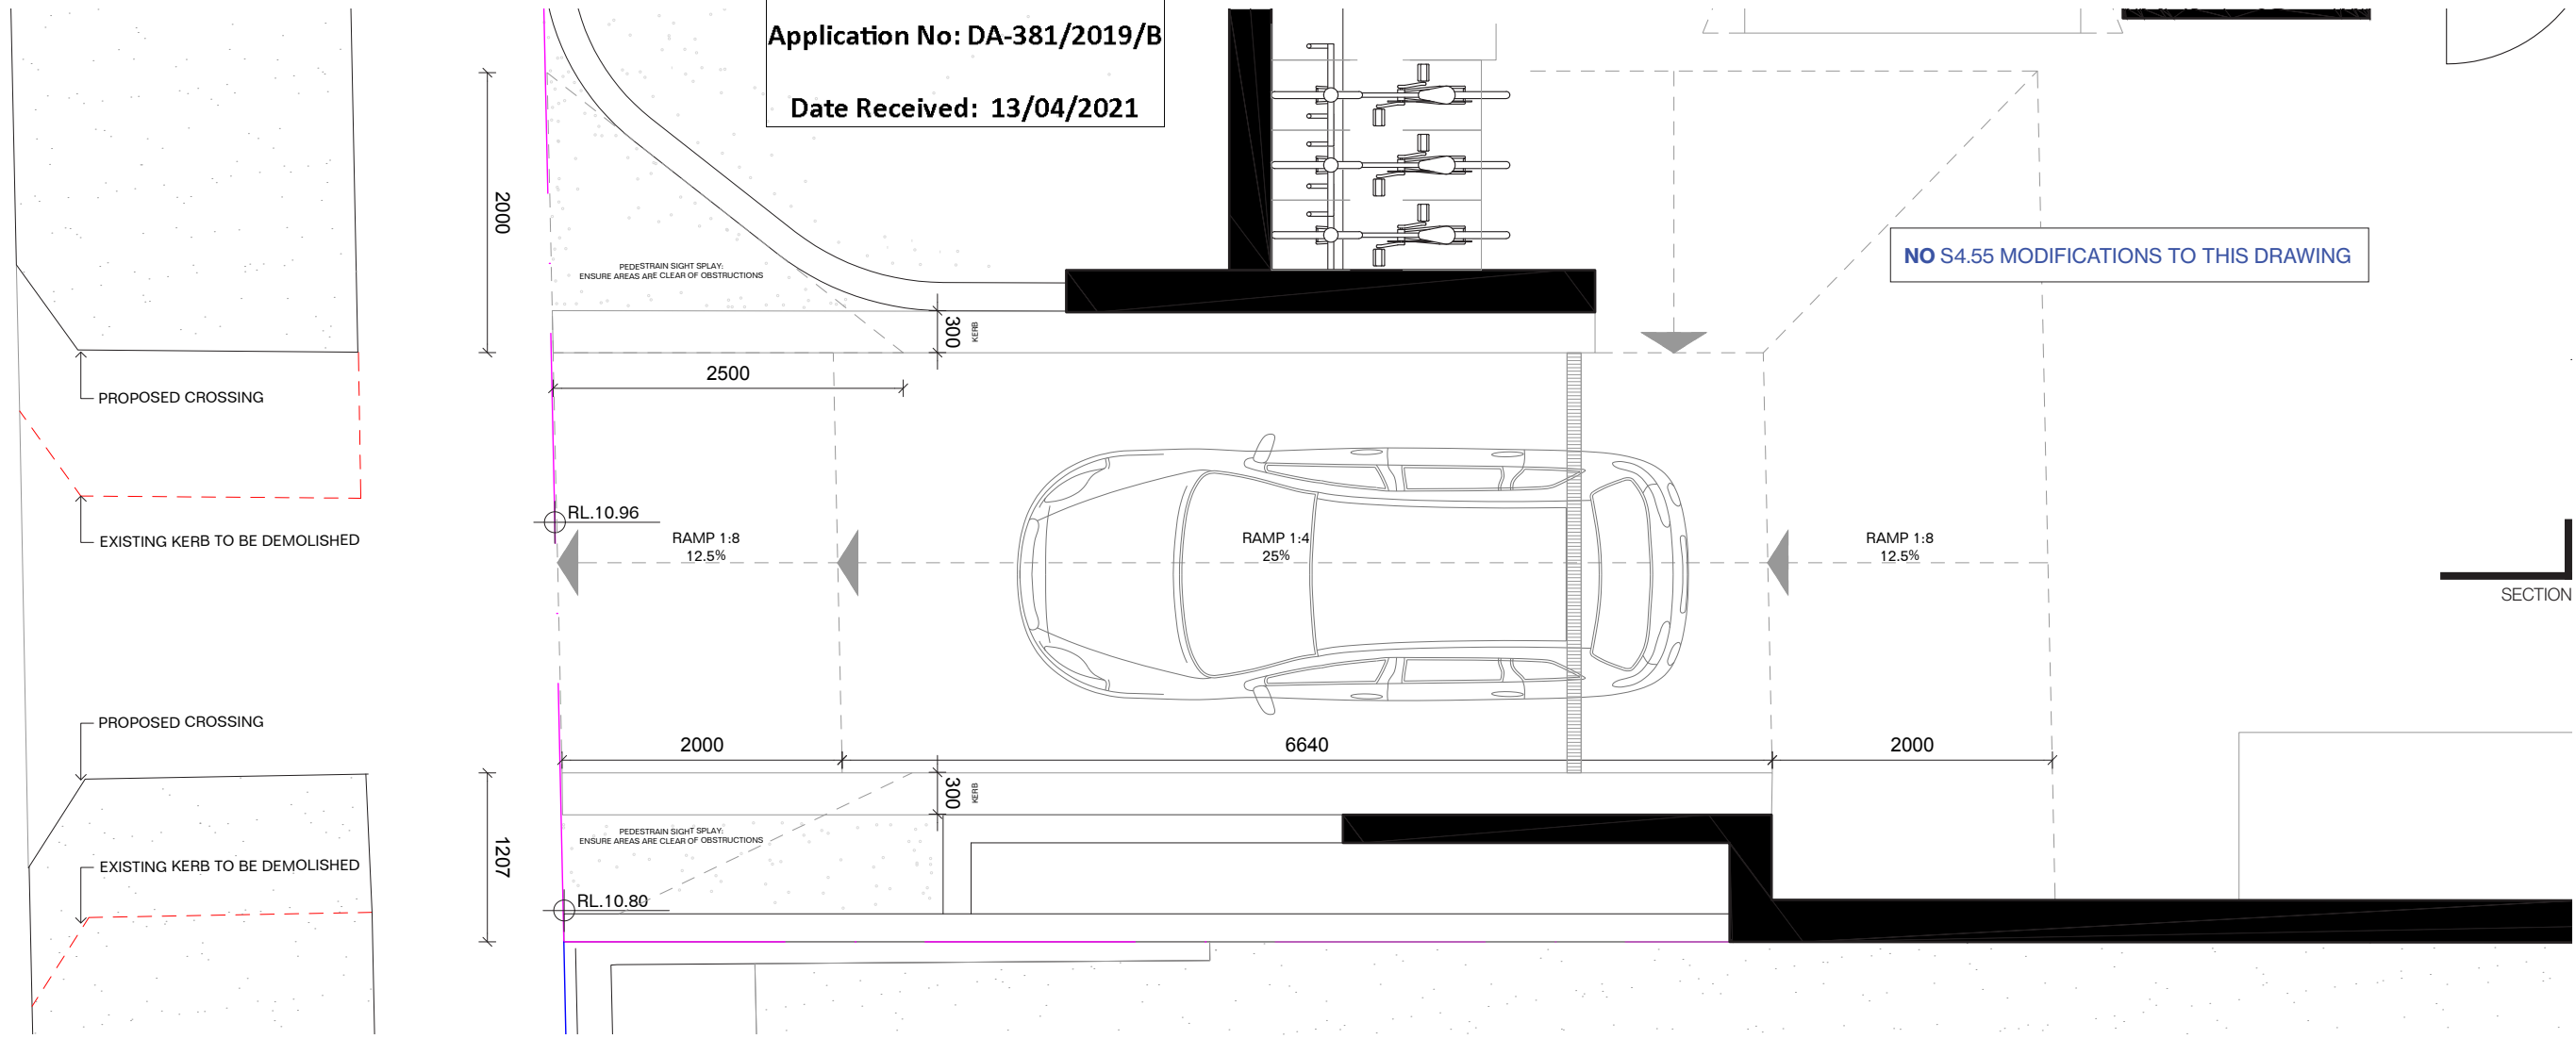 Application No: DA-381/2019/B
Date Received: 13/04/2021
2000
PEDESTRAIN SIGHT SPLAY:
ENSURE AREAS ARE CLEAR OF OBSTRUCTIONS
NO S4.55 MODIFICATIONS TO THIS DRAWING
300
KERB
2500
PROPOSED CROSSING
RL.10.96
EXISTING KERB TO BE DEMOLISHED
RAMP 1:8
12.5%
RAMP 1:4
25%
RAMP 1:8
12.5%
SECTION
PROPOSED CROSSING
2000
6640
2000
300
KERB
PEDESTRAIN SIGHT SPLAY:
ENSURE AREAS ARE CLEAR OF OBSTRUCTIONS
1207
EXISTING KERB TO BE DEMOLISHED
RL.10.80